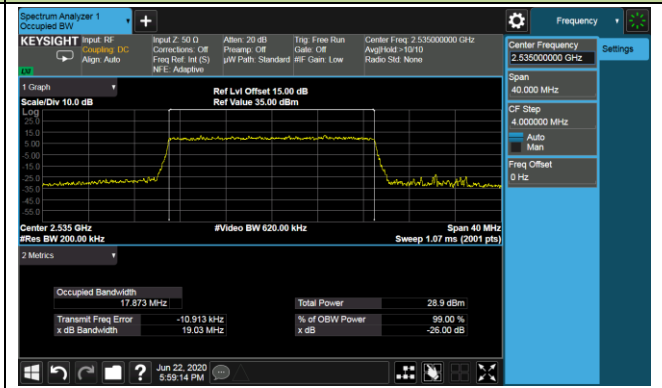 Spectrum Analyzer 1
Occupied BW
+
Frequency
KEYSIGHT
Input: RF
Coupling: DC
Align: Auto
Input Z: 50 Ω
Corrections: Off
Freq Ref: Int (S)
NFE: Adaptive
Atten: 20 dB
Preamp: Off
µW Path: Standard
Trig: Free Run
Gate: Off
#IF Gain: Low
Center Freq: 2.535000000 GHz
Avg|Hold:>10/10
Radio Std: None
Center Frequency
2.535000000 GHz
Settings
Span
40.000 MHz
CF Step
4.000000 MHz
Auto
Man
Freq Offset
0 Hz
1 Graph
Scale/Div 10.0 dB
Ref Lvl Offset 15.00 dB
Ref Value 35.00 dBm
Log
25.0
15.0
5.00
-5.00
-15.0
-25.0
-35.0
-45.0
-55.0
Center 2.535 GHz
#Video BW 620.00 kHz
Span 40 MHz
#Res BW 200.00 kHz
Sweep 1.07 ms (2001 pts)
2 Metrics
Occupied Bandwidth
17.873 MHz
Total Power 28.9 dBm
Transmit Freq Error -10.913 kHz
% of OBW Power 99.00 %
x dB Bandwidth 19.03 MHz
x dB -26.00 dB
?
Jun 22, 2020
5:59:14 PM